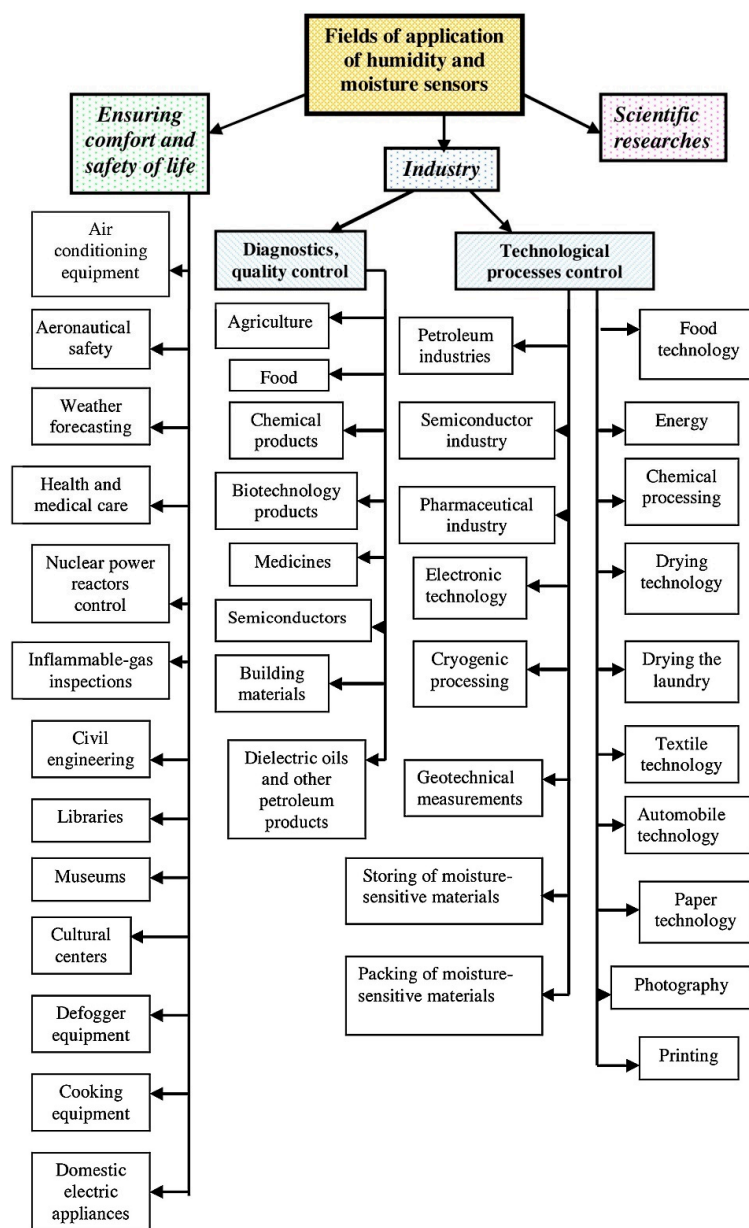 Fields of application
of humidity and
moisture sensors
Ensuring
comfort and
safety of life
Scientific
researches
Industry
Diagnostics,
quality control
Technological
processes control
Air
conditioning
equipment
Aeronautical
safety
Weather
forecasting
Health and
medical care
Nuclear power
reactors
control
Inflammable-gas
inspections
Civil
engineering
Libraries
Museums
Cultural
centers
Defogger
equipment
Cooking
equipment
Domestic
electric
appliances
Agriculture
Food
Chemical
products
Biotechnology
products
Medicines
Semiconductors
Building
materials
Dielectric oils
and other
petroleum
products
Petroleum
industries
Semiconductor
industry
Pharmaceutical
industry
Electronic
technology
Cryogenic
processing
Geotechnical
measurements
Storing of moisture-
sensitive materials
Packing of moisture-
sensitive materials
Food
technology
Energy
Chemical
processing
Drying
technology
Drying the
laundry
Textile
technology
Automobile
technology
Paper
technology
Photography
Printing